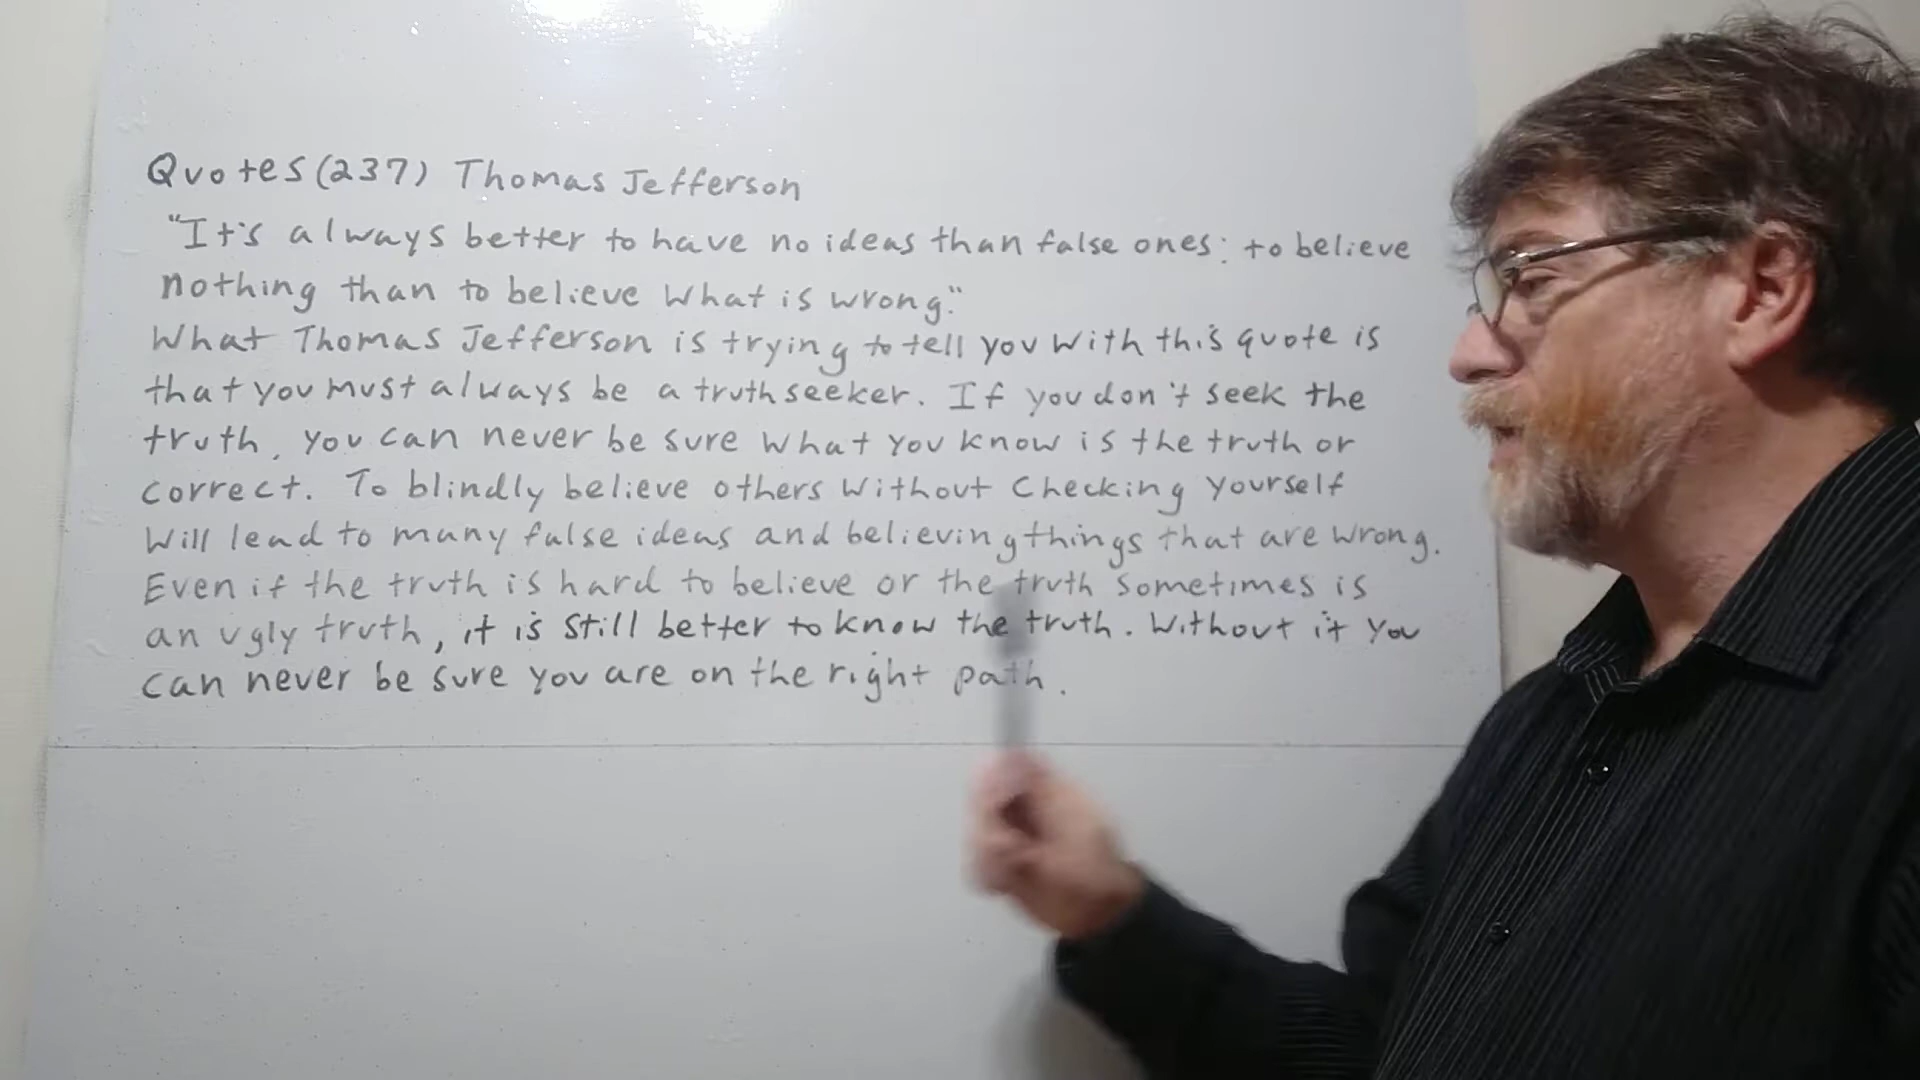 Quotes (237) Thomas Jefferson
"It's always better to have no ideas than false ones: to believe
nothing than to believe what is wrong."
What Thomas Jefferson is trying to tell you with this quote is
that you must always be a truth seeker. If you don't seek the
truth, you can never be sure what you know is the truth or
correct. To blindly believe others without checking yourself
will lead to many false ideas and believing things that are wrong.
Even if the truth is hard to believe or the truth sometimes is
an ugly truth, it is still better to know the truth. Without it you
can never be sure you are on the right path.